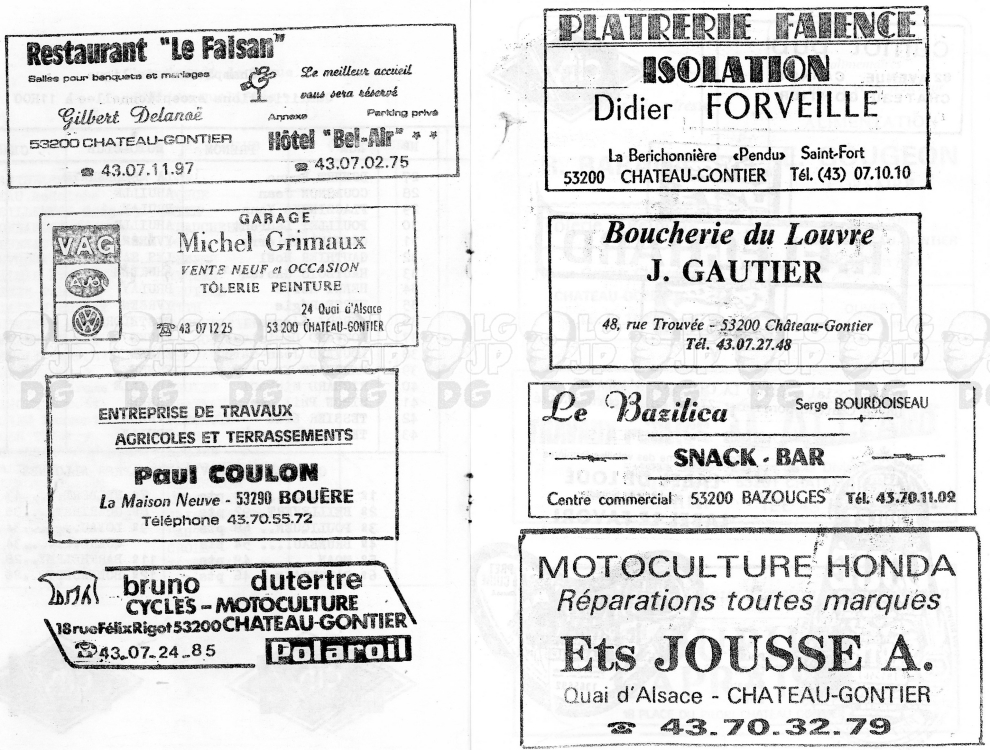 Restaurant "Le Faisan"
Salles pour banquets et mariages
Le meilleur accueil
vous sera réservé
Gilbert Delanoë
Annexe
Parking privé
53200 CHATEAU-GONTIER
Hôtel "Bel-Air" * *
☎ 43.07.11.97
☎ 43.07.02.75
GARAGE
V.A.G
Michel Grimaux
VENTE NEUF et OCCASION
TÔLERIE PEINTURE
24 Quai d'Alsace
☎ 43 07 12 25
53 200 CHATEAU-GONTIER
ENTREPRISE DE TRAVAUX
AGRICOLES ET TERRASSEMENTS
Paul COULON
La Maison Neuve - 53290 BOUÈRE
Téléphone 43.70.55.72
bruno dutertre
CYCLES - MOTOCULTURE
18 rue Félix Rigot 53200 CHATEAU-GONTIER
☎ 43.07.24.85
Polaroil
PLATRERIE FAIENCE
ISOLATION
Didier FORVEILLE
La Berichonnière «Pendu» Saint-Fort
53200 CHATEAU-GONTIER Tél. (43) 07.10.10
Boucherie du Louvre
J. GAUTIER
48, rue Trouvée - 53200 Château-Gontier
Tél. 43.07.27.48
Le Bazilica
Serge BOURDOISEAU
SNACK - BAR
Centre commercial 53200 BAZOUGES Tél. 43.70.11.02
MOTOCULTURE HONDA
Réparations toutes marques
Ets JOUSSE A.
Quai d'Alsace - CHATEAU-GONTIER
☎ 43.70.32.79
LG
JP
DG